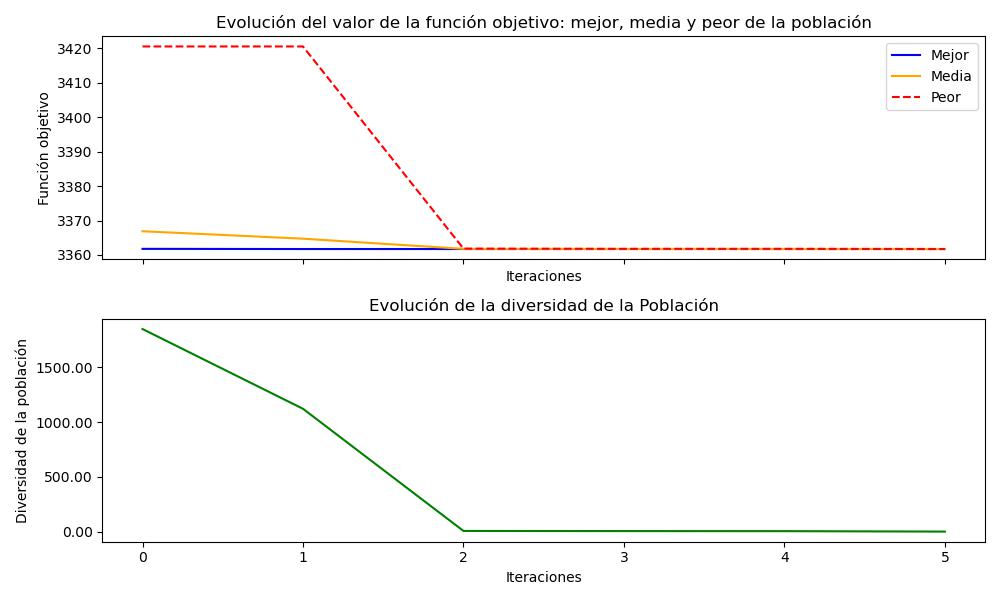 Evolución del valor de la función objetivo: mejor, media y peor de la población
Función objetivo
3420
3410
3400
3390
3380
3370
3360
Mejor
Media
Peor
Iteraciones
Evolución de la diversidad de la Población
Diversidad de la población
1500.00
1000.00
500.00
0.00
0 1 2 3 4 5
Iteraciones